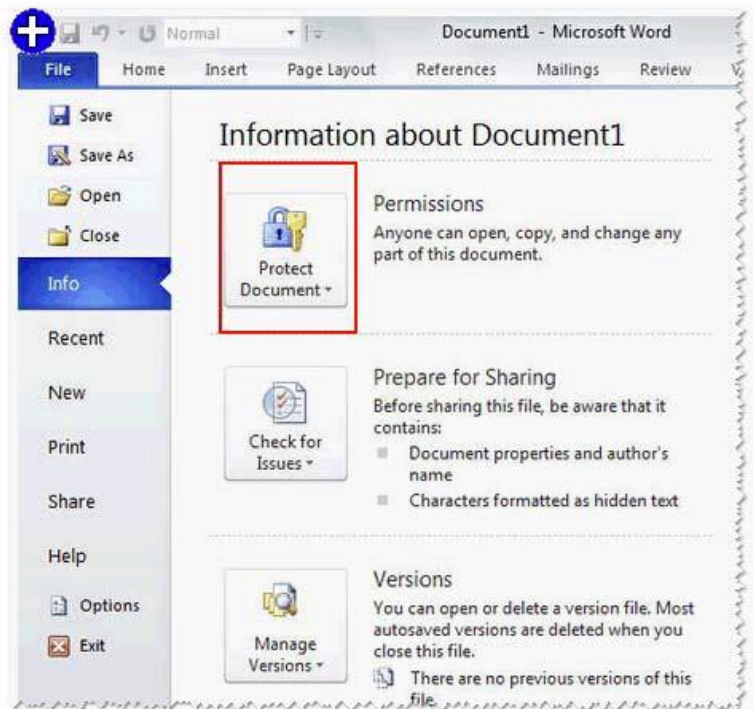 Normal
Document1 - Microsoft Word
File Home Insert Page Layout References Mailings Review
Save
Save As
Open
Close
Info
Recent
New
Print
Share
Help
Options
Exit
Information about Document1
Protect
Document
Permissions
Anyone can open, copy, and change any
part of this document.
Check for
Issues
Prepare for Sharing
Before sharing this file, be aware that it
contains:
Document properties and author's
name
Characters formatted as hidden text
Manage
Versions
Versions
You can open or delete a version file. Most
autosaved versions are deleted when you
close this file.
There are no previous versions of this
file.